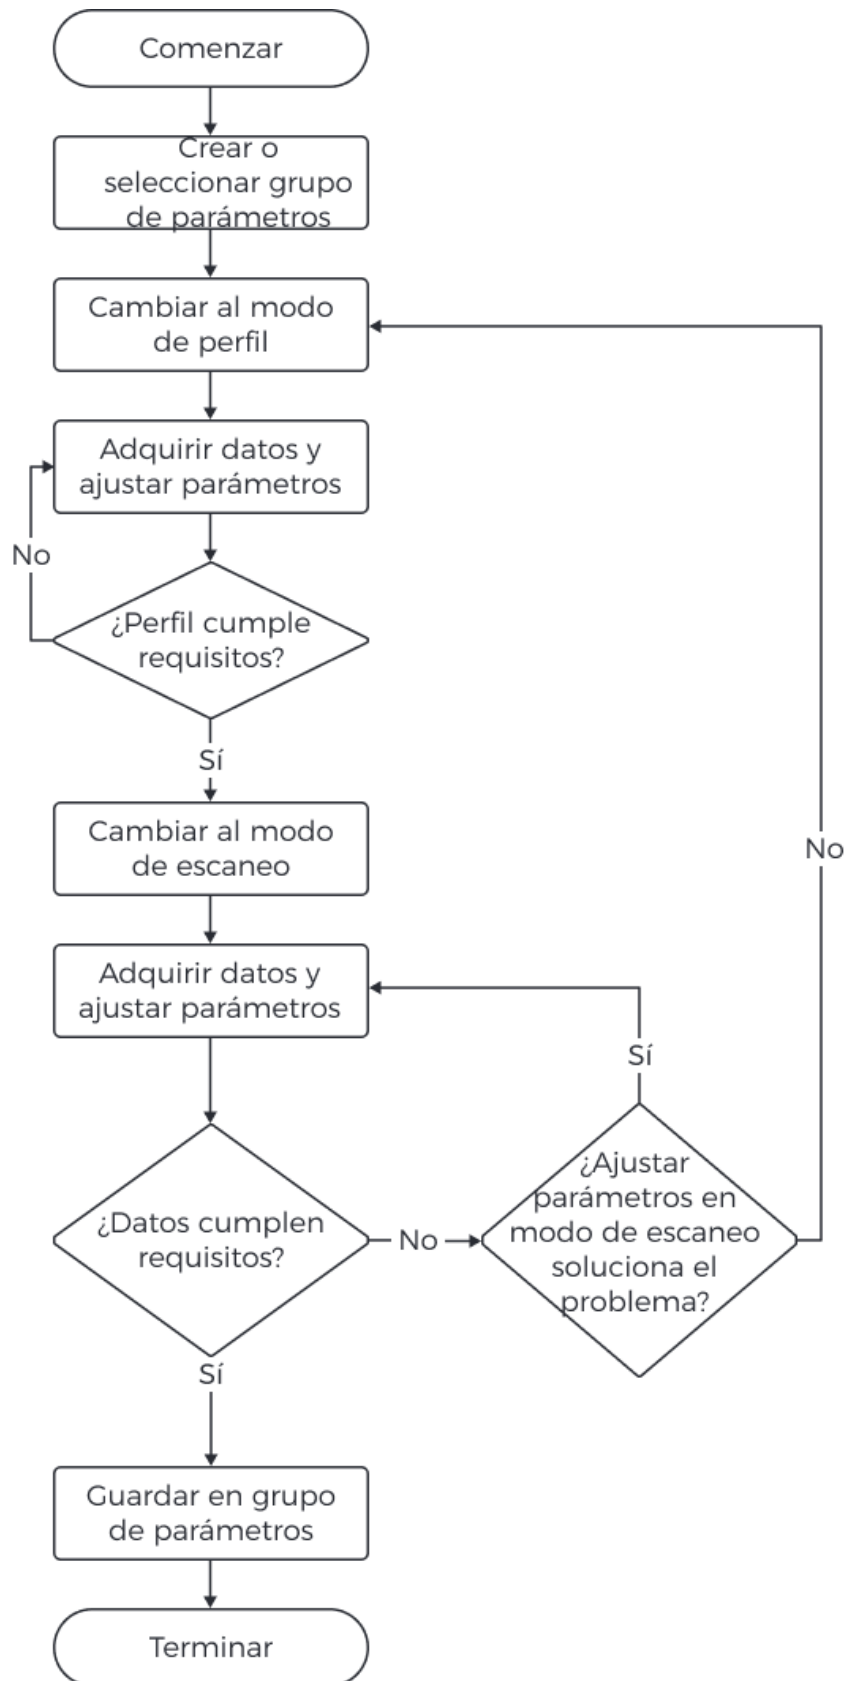 Comenzar
Crear o
seleccionar grupo
de parámetros
Cambiar al modo
de perfil
Adquirir datos y
ajustar parámetros
No
¿Perfil cumple
requisitos?
Sí
Cambiar al modo
de escaneo
No
Adquirir datos y
ajustar parámetros
Sí
¿Datos cumplen
requisitos?
No
¿Ajustar
parámetros en
modo de escaneo
soluciona el
problema?
Sí
Guardar en grupo
de parámetros
Terminar